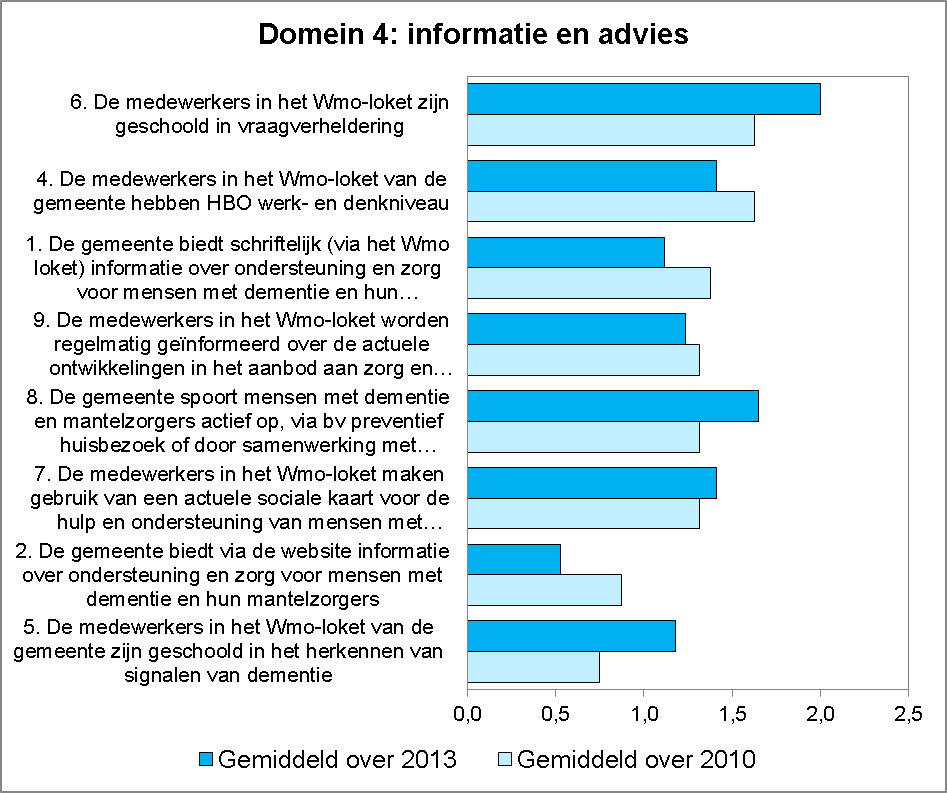 Domein 4: informatie en advies
6. De medewerkers in het Wmo-loket zijn
geschoold in vraagverheldering
4. De medewerkers in het Wmo-loket van de
gemeente hebben HBO werk- en denkniveau
1. De gemeente biedt schriftelijk (via het Wmo
loket) informatie over ondersteuning en zorg
voor mensen met dementie en hun…
9. De medewerkers in het Wmo-loket worden
regelmatig geïnformeerd over de actuele
ontwikkelingen in het aanbod aan zorg en…
8. De gemeente spoort mensen met dementie
en mantelzorgers actief op, via bv preventief
huisbezoek of door samenwerking met…
7. De medewerkers in het Wmo-loket maken
gebruik van een actuele sociale kaart voor de
hulp en ondersteuning van mensen met…
2. De gemeente biedt via de website informatie
over ondersteuning en zorg voor mensen met
dementie en hun mantelzorgers
5. De medewerkers in het Wmo-loket van de
gemeente zijn geschoold in het herkennen van
signalen van dementie
0,0 0,5 1,0 1,5 2,0 2,5
Gemiddeld over 2013 Gemiddeld over 2010